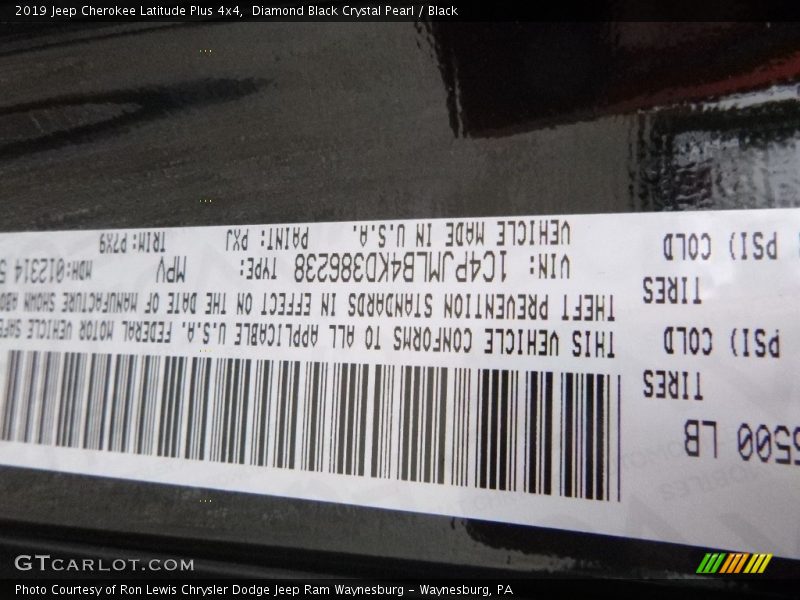 2019 Jeep Cherokee Latitude Plus 4x4, Diamond Black Crystal Pearl / Black
5500 LB
TIRES
PSI) COLD
TIRES
PSI) COLD
THIS VEHICLE CONFORMS TO ALL APPLICABLE U.S.A. FEDERAL MOTOR VEHICLE
THEFT PREVENTION STANDARDS IN EFFECT ON THE DATE OF MANUFACTURE SHOWN
VIN: 1C4PJMLB4KD386238 TYPE: MPV MDH:012314
VEHICLE MADE IN U.S.A. PAINT: PXJ TRIM: P7X9
GTCARLOT.COM
Photo Courtesy of Ron Lewis Chrysler Dodge Jeep Ram Waynesburg - Waynesburg, PA